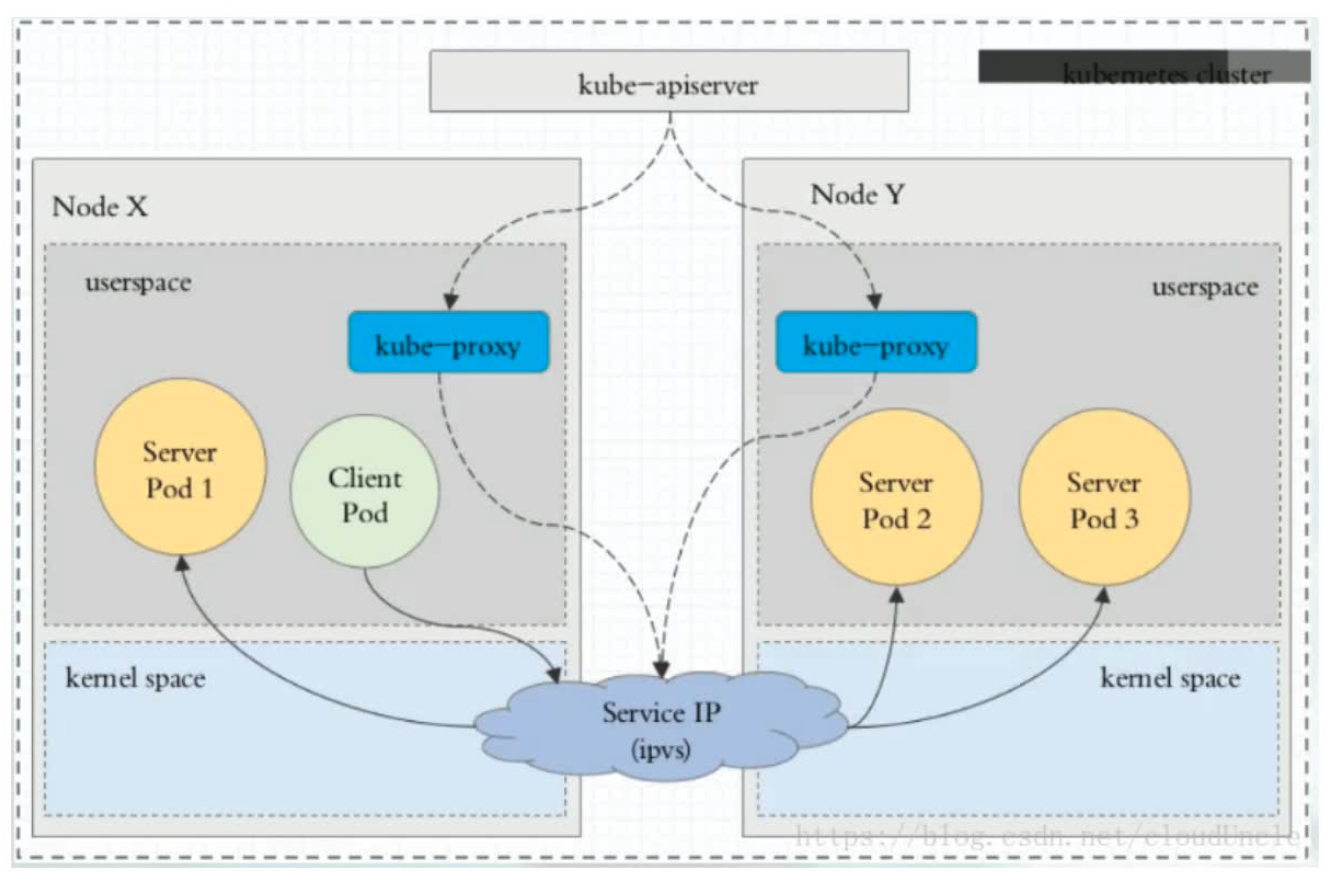 kube-apiserver
kubernetes cluster
Node X
Node Y
userspace
userspace
kube-proxy
kube-proxy
Server
Pod 1
Client
Pod
Server
Pod 2
Server
Pod 3
kernel space
kernel space
Service IP
(ipvs)
https://blog.csdn.net/cloudUncle